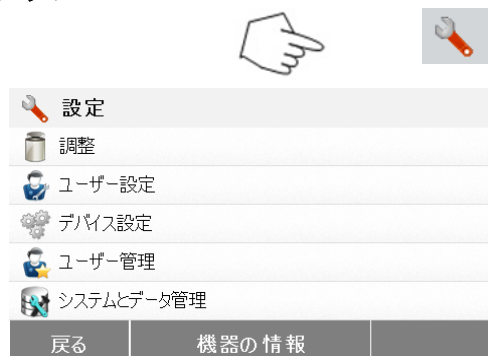 設定
調整
ユーザー設定
デバイス設定
ユーザー管理
システムとデータ管理
戻る 機器の情報